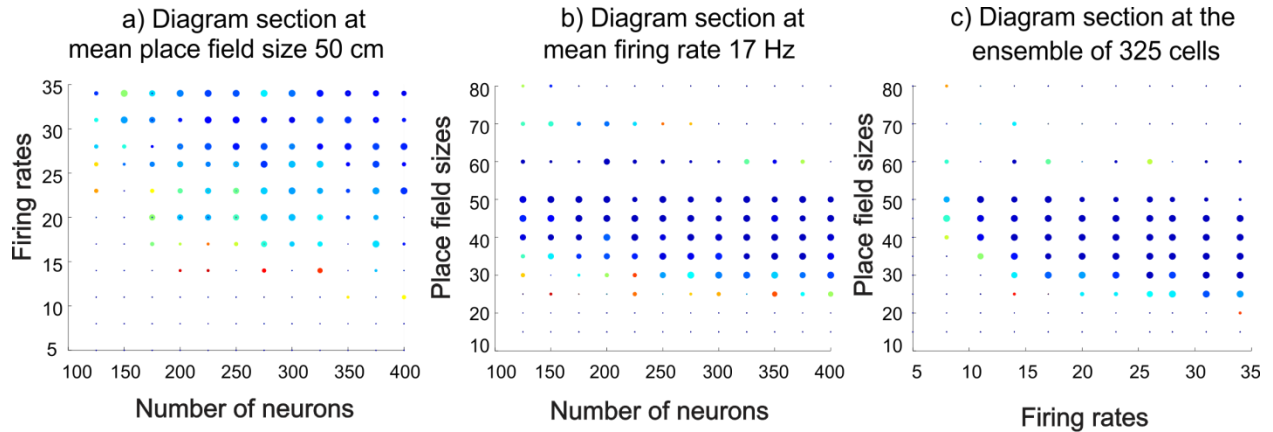 a) Diagram section at
mean place field size 50 cm
Firing rates
35
30
25
20
15
10
5
100 150 200 250 300 350 400
Number of neurons
b) Diagram section at
mean firing rate 17 Hz
Place field sizes
80
70
60
50
40
30
20
10
100 150 200 250 300 350 400
Number of neurons
c) Diagram section at the
ensemble of 325 cells
Place field sizes
80
70
60
50
40
30
20
10
5 10 15 20 25 30 35
Firing rates